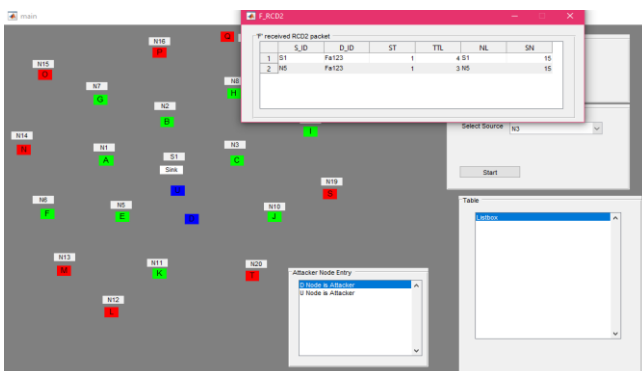 main
F_RCD2
'F' received RCD2 packet
S_ID D_ID ST TTL NL SN
1 S1 Fa123 1 4 S1 15
2 N5 Fa123 1 3 N5 15
N16
P
Q
N15
O
N7
G
N8
H
N2
B
I
Select Source N3
N14
N
N1
A
S1
Sink
N3
C
Start
N19
S
N6
F
N5
E
N10
J
Table
Listbox
N13
M
N11
K
N20
T
Attacker Node Entry
D Node is Attacker
U Node is Attacker
N12
L